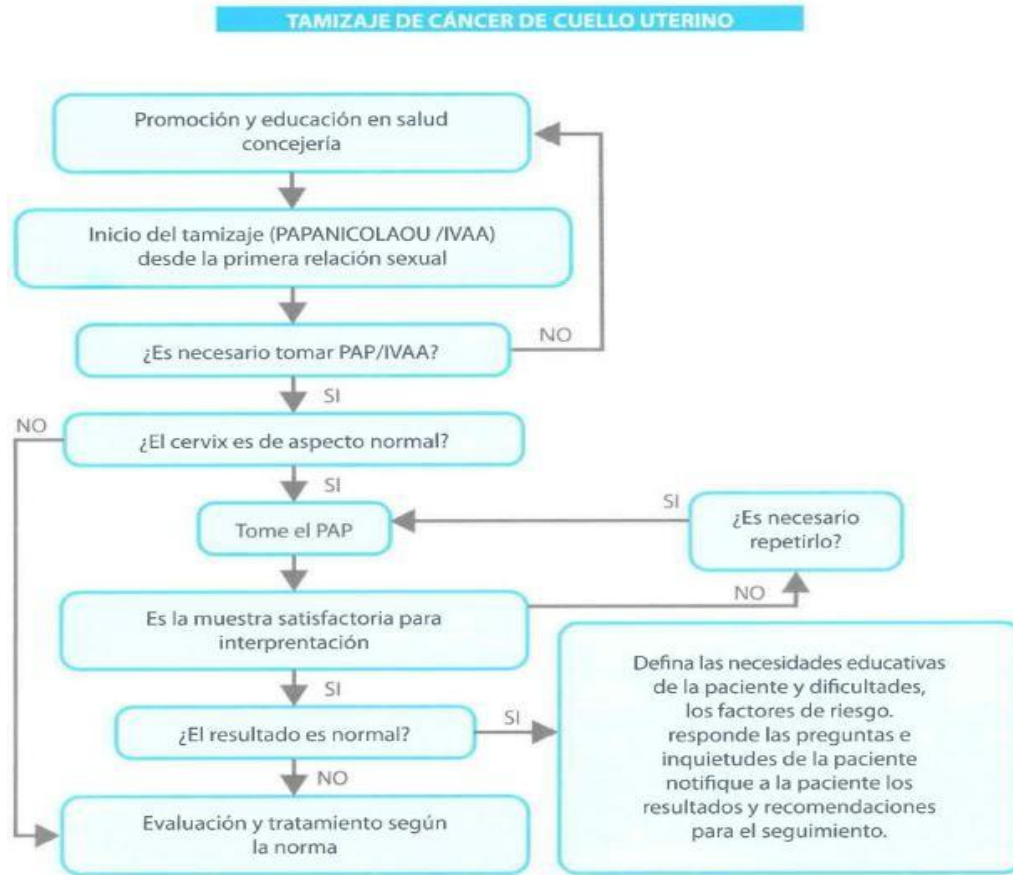 TAMIZAJE DE CÁNCER DE CUELLO UTERINO
Promoción y educación en salud
concejería
Inicio del tamizaje (PAPANICOLAOU /IVAA)
desde la primera relación sexual
¿Es necesario tomar PAP/IVAA?
NO
SI
NO
¿El cervix es de aspecto normal?
SI
Tome el PAP
SI
¿Es necesario
repetirlo?
NO
Es la muestra satisfactoria para
interprentación
SI
¿El resultado es normal?
SI
NO
Evaluación y tratamiento según
la norma
Defina las necesidades educativas
de la paciente y dificultades,
los factores de riesgo.
responde las preguntas e
inquietudes de la paciente
notifique a la paciente los
resultados y recomendaciones
para el seguimiento.